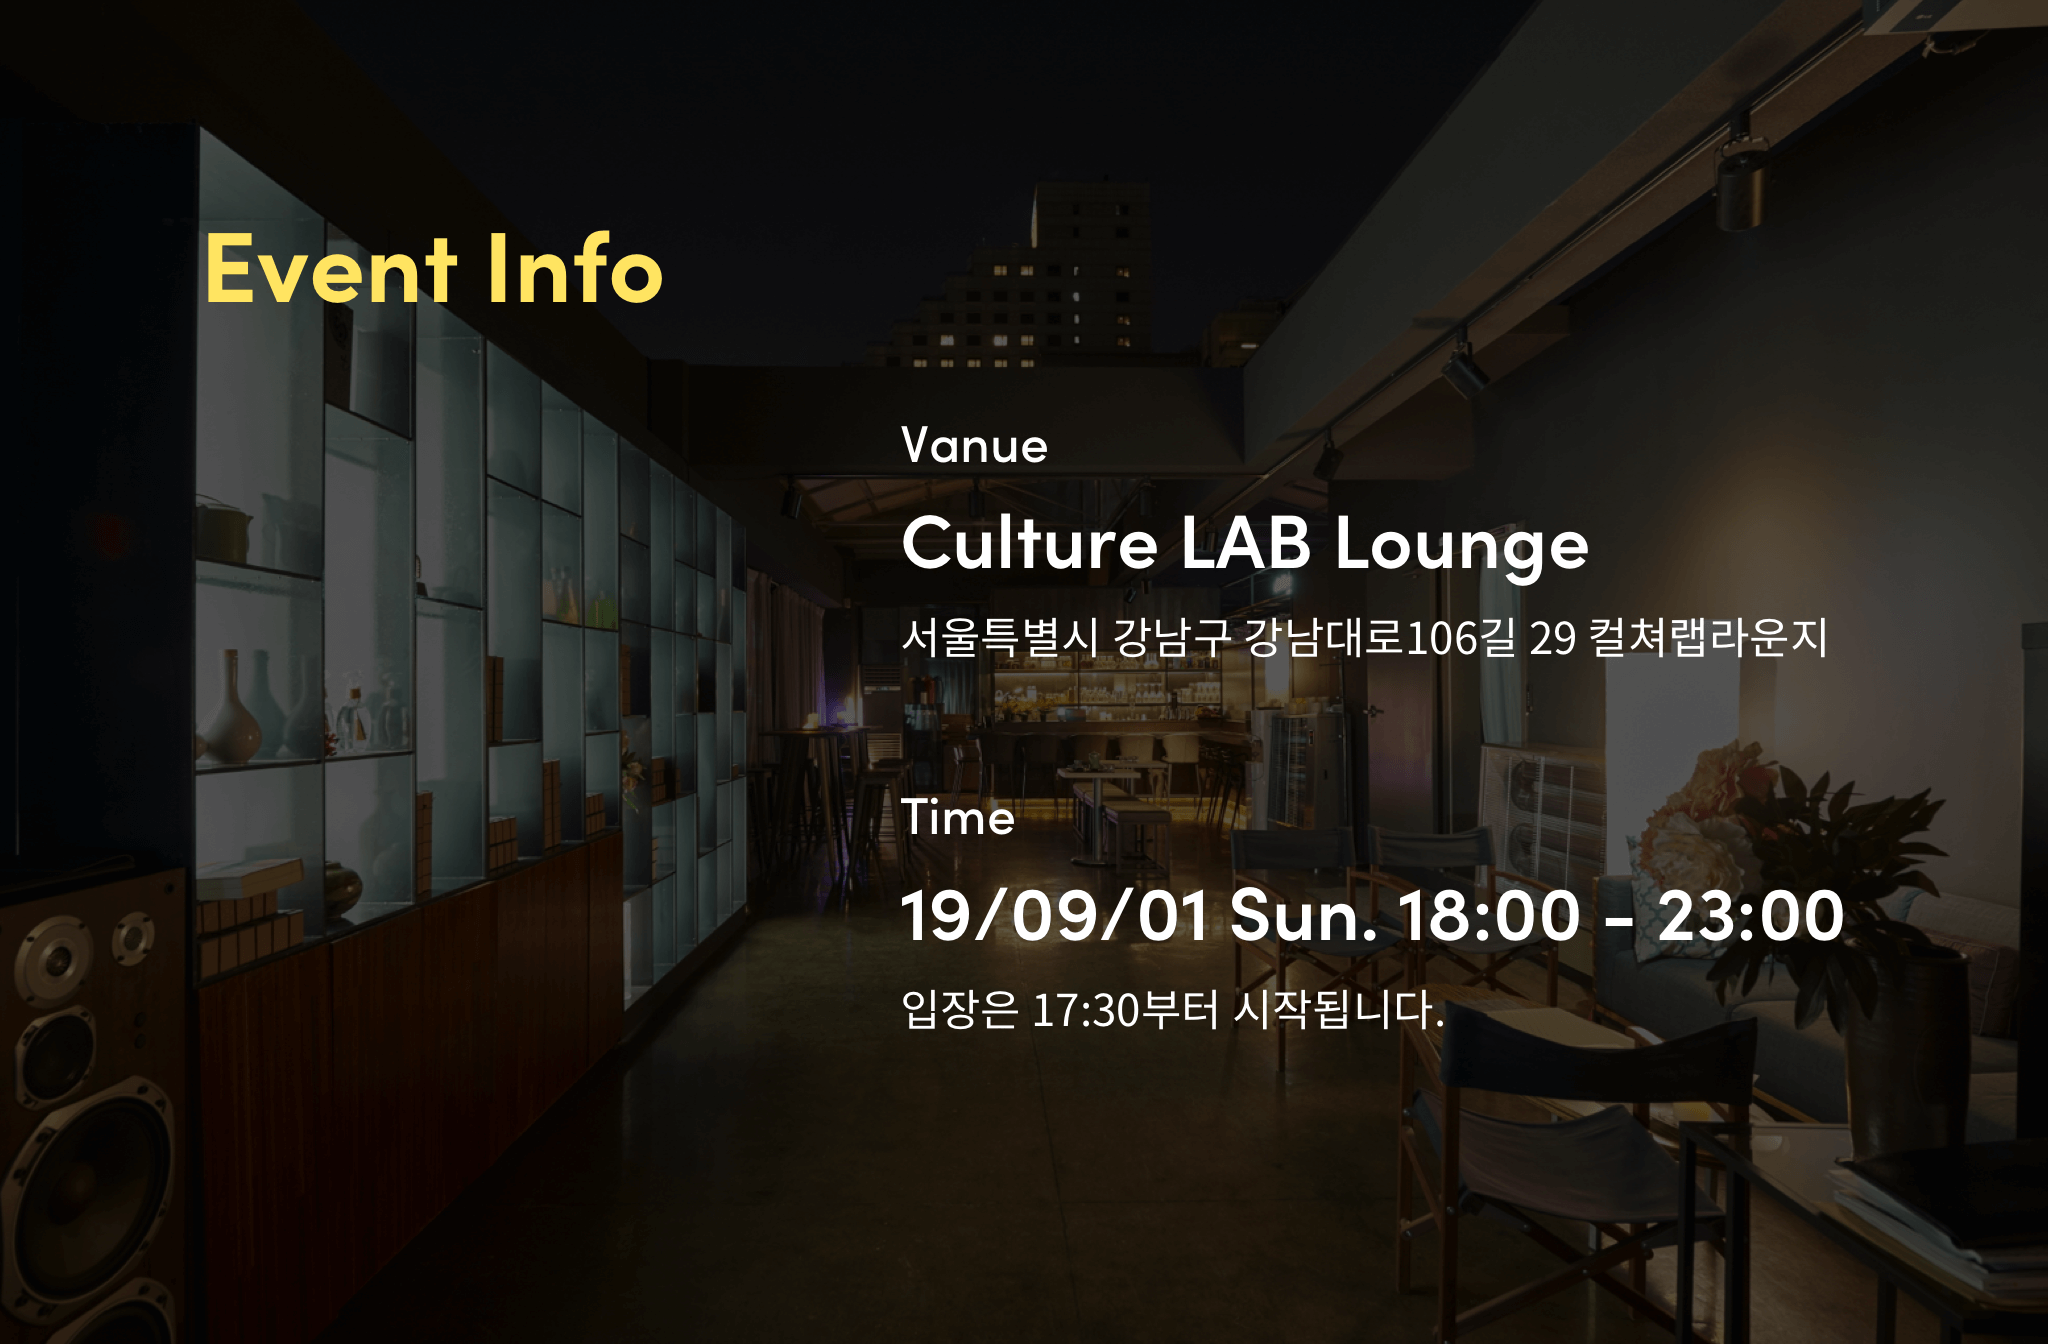 Event Info
Vanue
Culture LAB Lounge
서울특별시 강남구 강남대로106길 29 컬쳐랩라운지
Time
19/09/01 Sun. 18:00 - 23:00
입장은 17:30부터 시작됩니다.